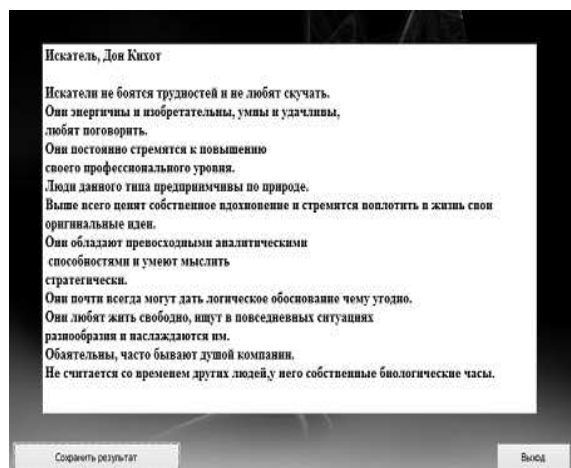 Искатель, Дон Кихот
Искатели не боятся трудностей и не любят скучать.
Они энергичны и изобретательны, умны и удачливы,
любят поговорить.
Они постоянно стремятся к повышению
своего профессионального уровня.
Люди данного типа предприимчивы по природе.
Выше всего ценят собственное вдохновение и стремятся воплотить в жизнь свои
оригинальные идеи.
Они обладают превосходными аналитическими
способностями и умеют мыслить
стратегически.
Они почти всегда могут дать логическое обоснование чему угодно.
Они любят жить свободно, ищут в повседневных ситуациях
разнообразия и наслаждаются им.
Обаятельны, часто бывают душой компании.
Не считается со временем других людей,у него собственные биологические часы.
Сохранить результат
Выход